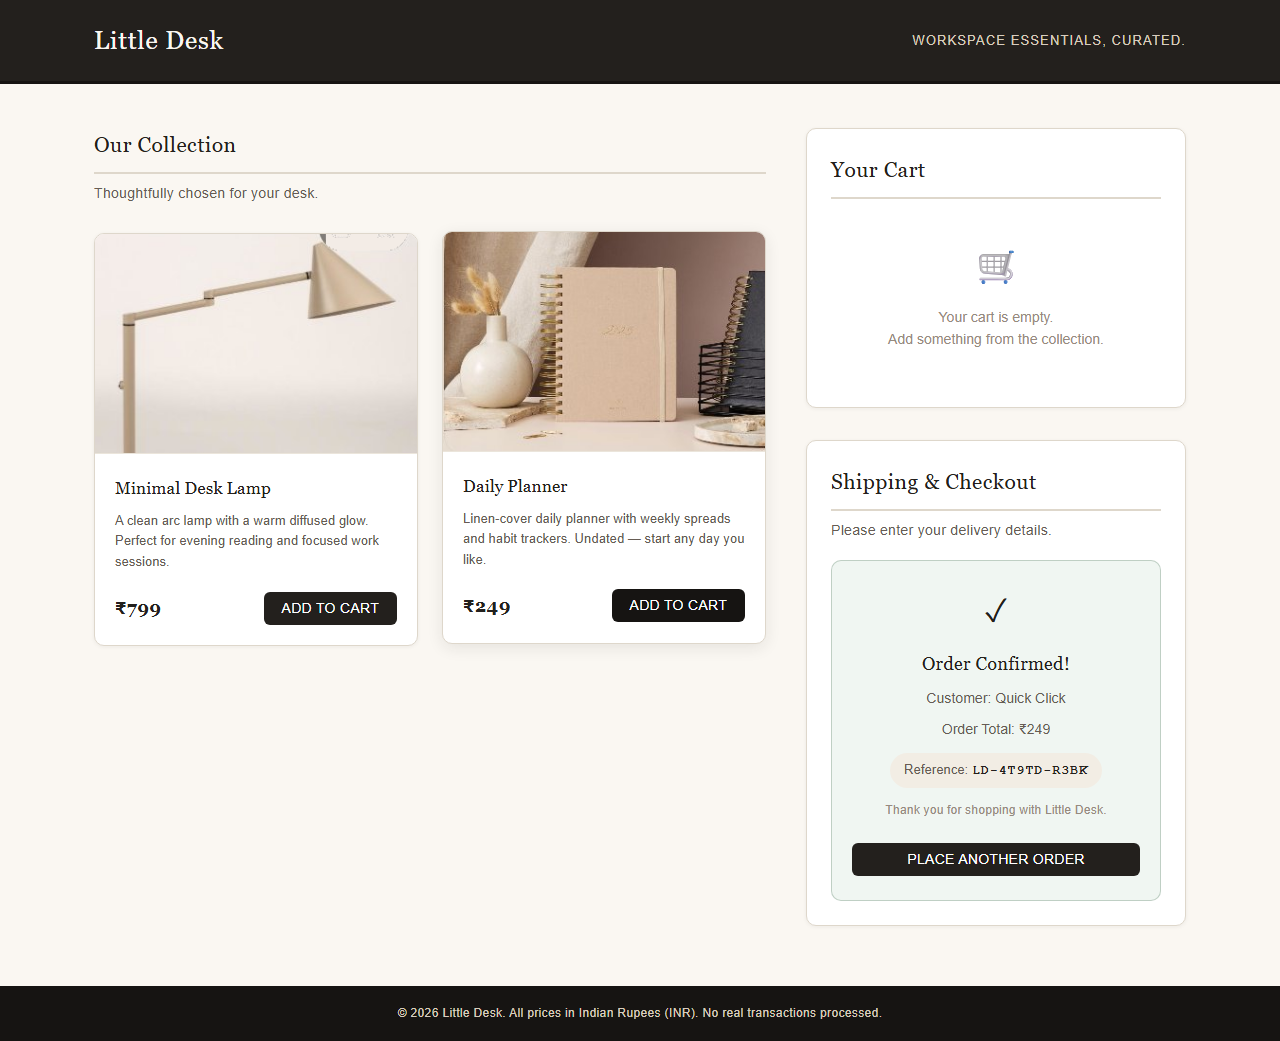 Little Desk
WORKSPACE ESSENTIALS, CURATED.
Our Collection
Thoughtfully chosen for your desk.
Minimal Desk Lamp
A clean arc lamp with a warm diffused glow.
Perfect for evening reading and focused work
sessions.
₹799
ADD TO CART
2025
Daily Planner
Linen-cover daily planner with weekly spreads
and habit trackers. Undated — start any day you
like.
₹249
ADD TO CART
Your Cart
Your cart is empty.
Add something from the collection.
Shipping & Checkout
Please enter your delivery details.
Order Confirmed!
Customer: Quick Click
Order Total: ₹249
Reference: LD-4T9TD-R3BK
Thank you for shopping with Little Desk.
PLACE ANOTHER ORDER
© 2026 Little Desk. All prices in Indian Rupees (INR). No real transactions processed.